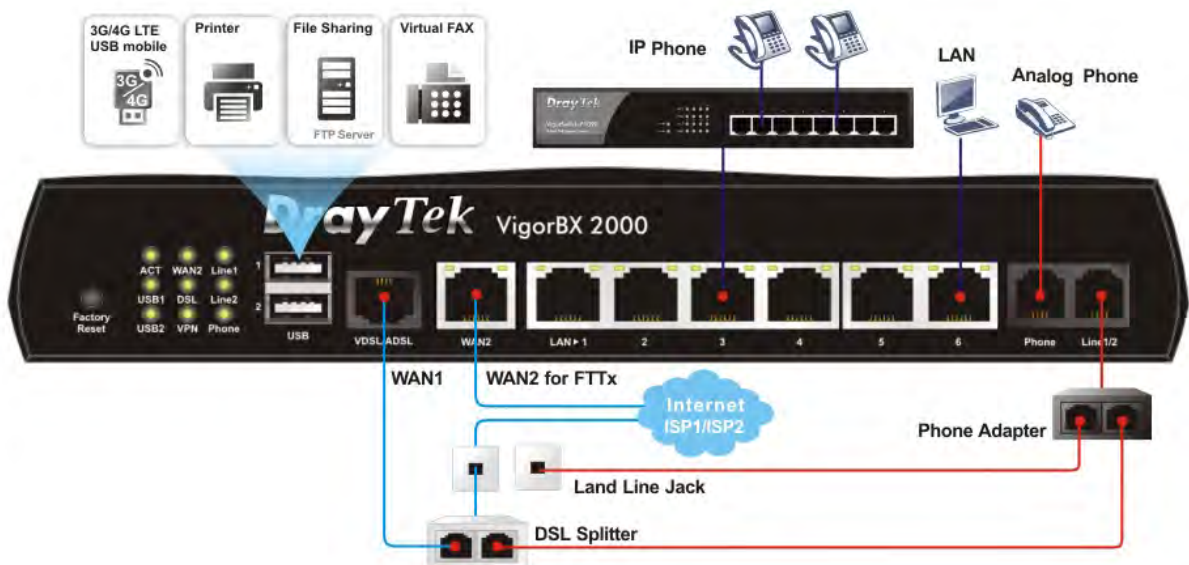 3G/4G LTE
USB mobile
3G
4G
Printer
File Sharing
FTP Server
Virtual FAX
IP Phone
LAN
Analog Phone
DrayTek
DrayTek VigorBX 2000
ACT WAN2 Line1
USB1 DSL Line2
USB2 VPN Phone
Factory
Reset
1
2
USB
VDSL/ADSL
WAN2
LAN 1
2
3
4
5
6
Phone
Line1/2
WAN1
WAN2 for FTTx
Internet
ISP1/ISP2
Phone Adapter
Land Line Jack
DSL Splitter